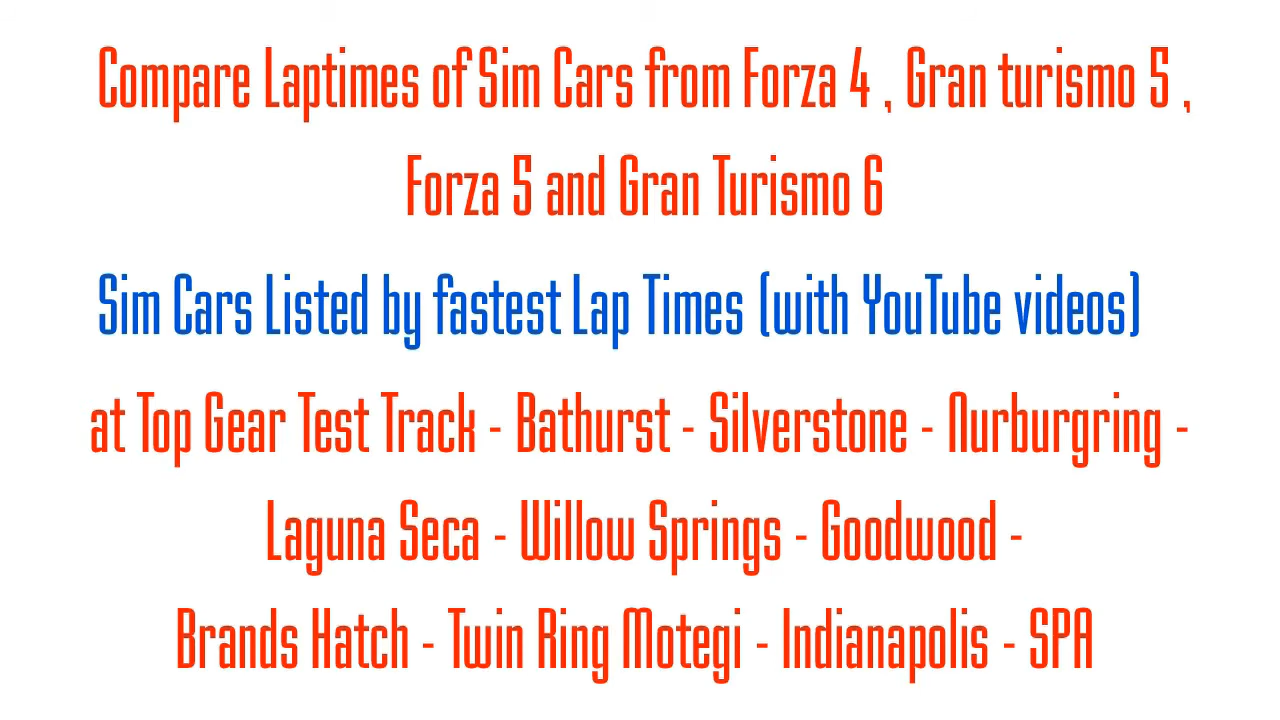 Compare Laptimes of Sim Cars from Forza 4 , Gran turismo 5 ,
Forza 5 and Gran Turismo 6
Sim Cars Listed by fastest Lap Times (with YouTube videos)
at Top Gear Test Track - Bathurst - Silverstone - Nurburgring -
Laguna Seca - Willow Springs - Goodwood -
Brands Hatch - Twin Ring Motegi - Indianapolis - SPA